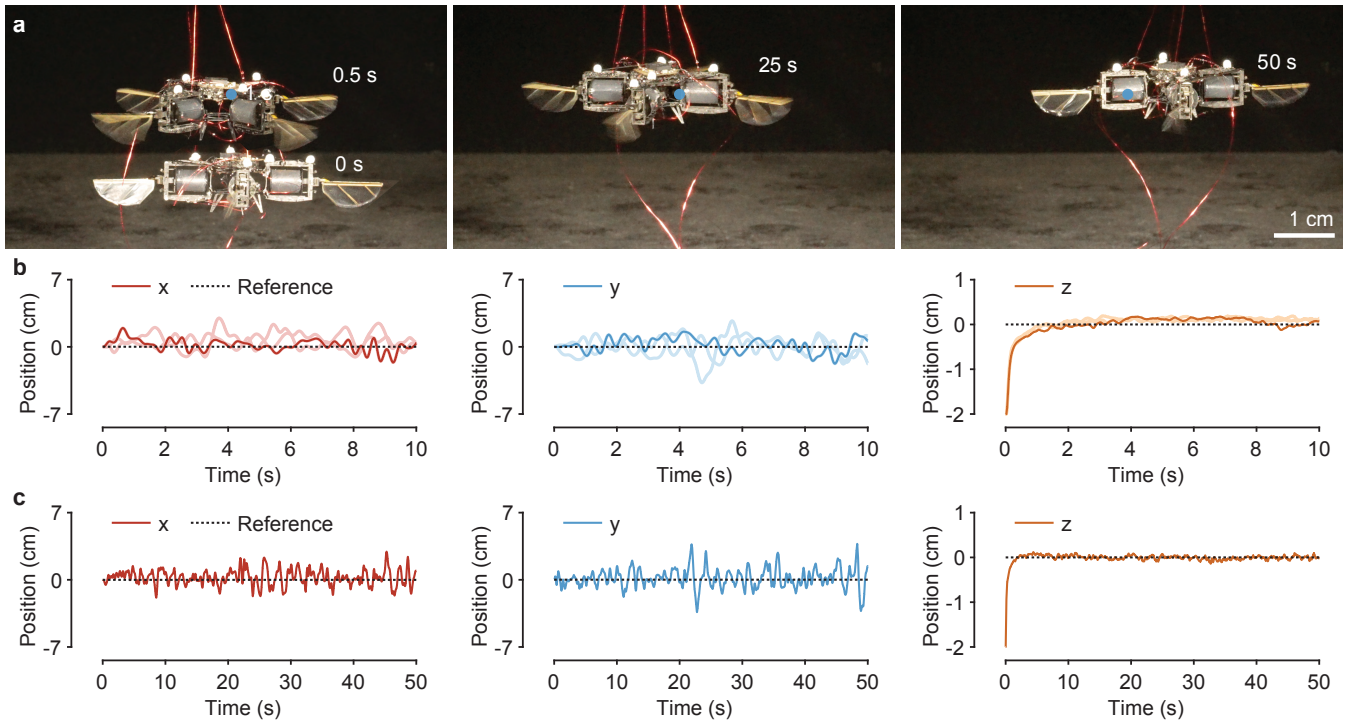 a
0.5 s
0 s
25 s
50 s
1 cm
b
7
0
-7
Position (cm)
x
Reference
0 2 4 6 8 10
Time (s)
7
0
-7
Position (cm)
y
0 2 4 6 8 10
Time (s)
1
0
-1
-2
Position (cm)
z
0 2 4 6 8 10
Time (s)
c
7
0
-7
Position (cm)
x
Reference
0 10 20 30 40 50
Time (s)
7
0
-7
Position (cm)
y
0 10 20 30 40 50
Time (s)
1
0
-1
-2
Position (cm)
z
0 10 20 30 40 50
Time (s)